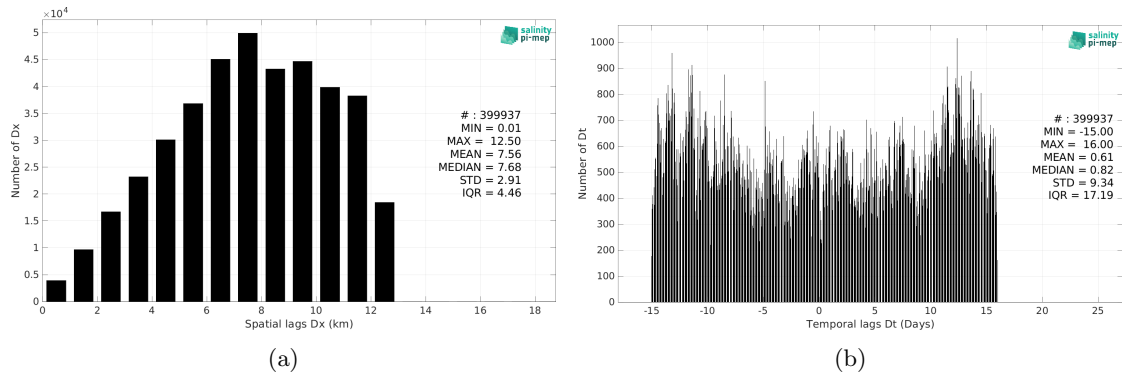 ×10⁴
5
4.5
4
3.5
3
2.5
2
1.5
1
0.5
0
Number of Dx
0 2 4 6 8 10 12 14 16 18
Spatial lags Dx (km)
salinity
pi-mep
# : 399937
MIN = 0.01
MAX = 12.50
MEAN = 7.56
MEDIAN = 7.68
STD = 2.91
IQR = 4.46
(a)
1000
900
800
700
600
500
400
300
200
100
0
Number of Dt
-15 -10 -5 0 5 10 15 20 25
Temporal lags Dt (Days)
salinity
pi-mep
# : 399937
MIN = -15.00
MAX = 16.00
MEAN = 0.61
MEDIAN = 0.82
STD = 9.34
IQR = 17.19
(b)